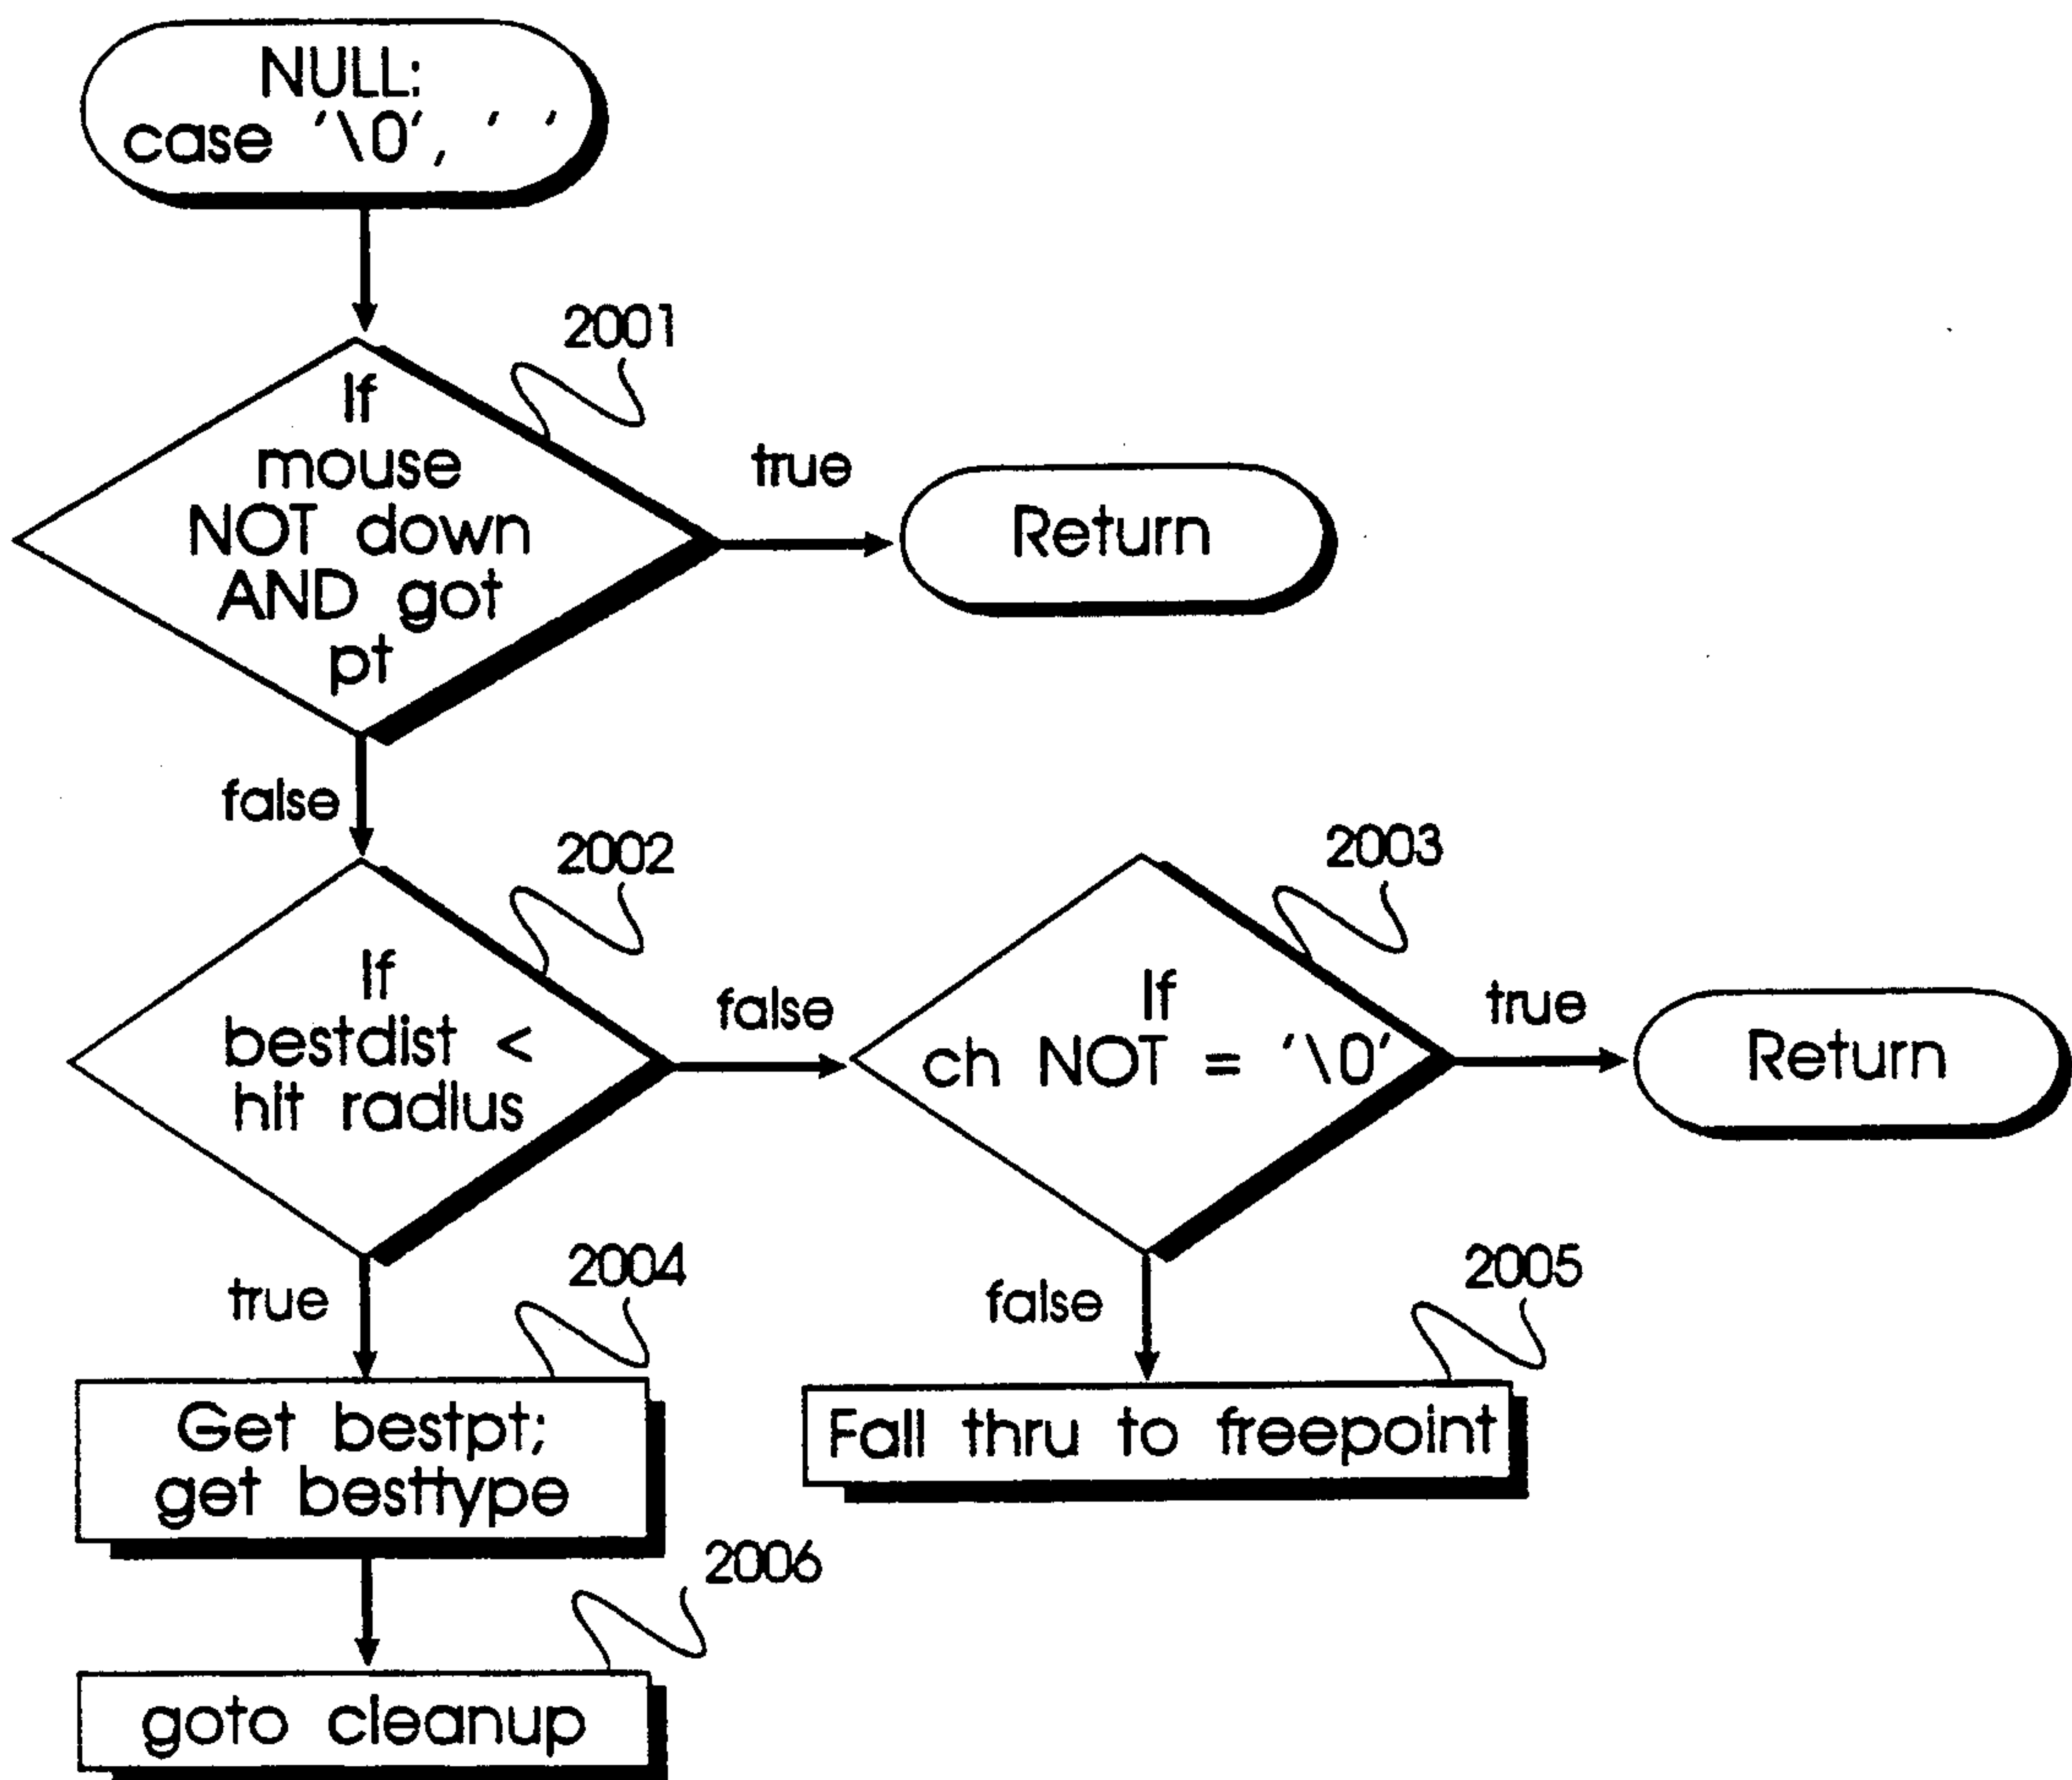 NULL:
case '\0', ' '
2001
If
mouse
NOT down
AND got
pt
true
Return
false
2002
If
bestdist <
hit radius
false
2003
If
ch NOT = '\0'
true
Return
true
2004
Get bestpt;
get besttype
false
2005
Fall thru to freepoint
2006
goto cleanup